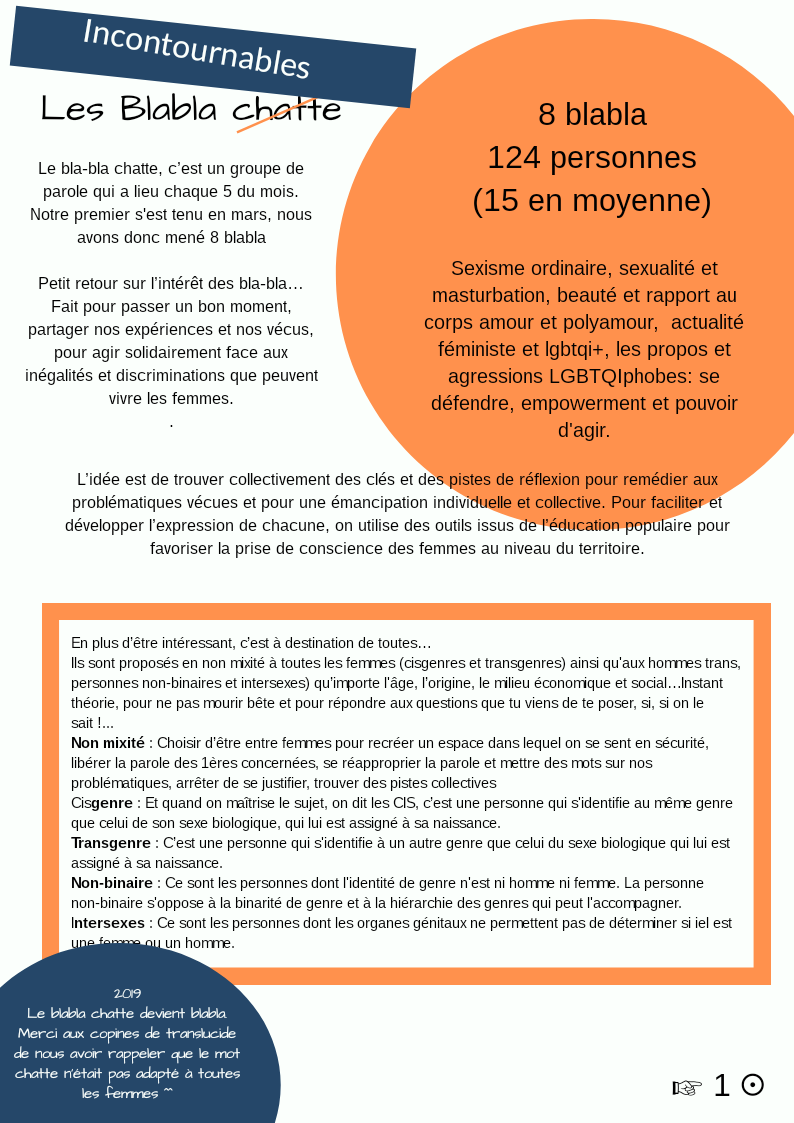 Incontournables
Les Blabla chatte
Le bla-bla chatte, c’est un groupe de
parole qui a lieu chaque 5 du mois.
Notre premier s'est tenu en mars, nous
avons donc mené 8 blabla
Petit retour sur l’intérêt des bla-bla…
Fait pour passer un bon moment,
partager nos expériences et nos vécus,
pour agir solidairement face aux
inégalités et discriminations que peuvent
vivre les femmes.
.
8 blabla
124 personnes
(15 en moyenne)
Sexisme ordinaire, sexualité et
masturbation, beauté et rapport au
corps amour et polyamour,  actualité
féministe et lgbtqi+, les propos et
agressions LGBTQIphobes: se
défendre, empowerment et pouvoir
d'agir.
L’idée est de trouver collectivement des clés et des pistes de réflexion pour remédier aux
problématiques vécues et pour une émancipation individuelle et collective. Pour faciliter et
développer l’expression de chacune, on utilise des outils issus de l’éducation populaire pour
favoriser la prise de conscience des femmes au niveau du territoire.
En plus d’être intéressant, c’est à destination de toutes…
Ils sont proposés en non mixité à toutes les femmes (cisgenres et transgenres) ainsi qu'aux hommes trans,
personnes non-binaires et intersexes) qu’importe l'âge, l’origine, le milieu économique et social…Instant
théorie, pour ne pas mourir bête et pour répondre aux questions que tu viens de te poser, si, si on le
sait !...
Non mixité : Choisir d’être entre femmes pour recréer un espace dans lequel on se sent en sécurité,
libérer la parole des 1ères concernées, se réapproprier la parole et mettre des mots sur nos
problématiques, arrêter de se justifier, trouver des pistes collectives
Cisgenre : Et quand on maîtrise le sujet, on dit les CIS, c’est une personne qui s'identifie au même genre
que celui de son sexe biologique, qui lui est assigné à sa naissance.
Transgenre : C’est une personne qui s'identifie à un autre genre que celui du sexe biologique qui lui est
assigné à sa naissance.
Non-binaire : Ce sont les personnes dont l'identité de genre n'est ni homme ni femme. La personne
non-binaire s'oppose à la binarité de genre et à la hiérarchie des genres qui peut l'accompagner.
Intersexes : Ce sont les personnes dont les organes génitaux ne permettent pas de déterminer si iel est
une femme ou un homme.
2019
Le blabla chatte devient blabla.
Merci aux copines de translucide
de nous avoir rappeler que le mot
chatte n'était pas adapté à toutes
les femmes ^^
☞ 1 ⊙